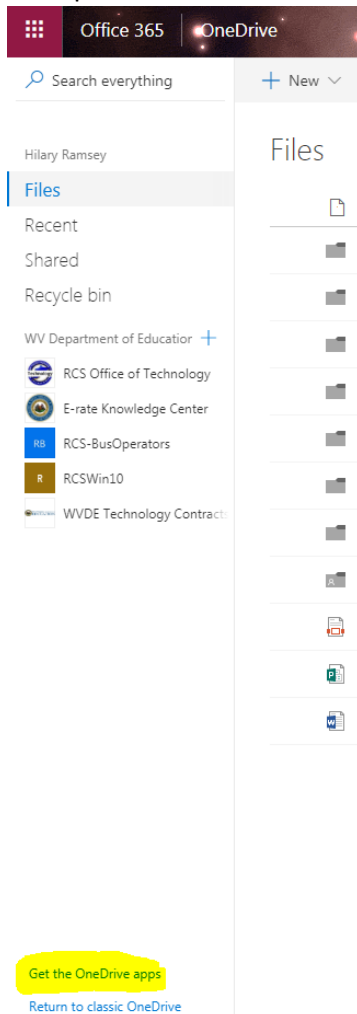 Office 365 OneDrive
Search everything
+ New
Hilary Ramsey
Files
Files
Recent
Shared
Recycle bin
WV Department of Educatior +
RCS Office of Technology
E-rate Knowledge Center
RB RCS-BusOperators
R RCSWin10
WVDE Technology Contracts
Get the OneDrive apps
Return to classic OneDrive